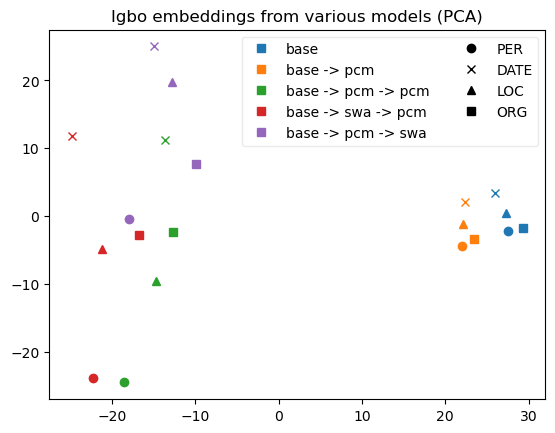 Igbo embeddings from various models (PCA)
base
base -> pcm
base -> pcm -> pcm
base -> swa -> pcm
base -> pcm -> swa
PER
DATE
LOC
ORG
20
10
0
−10
−20
−20
−10
0
10
20
30